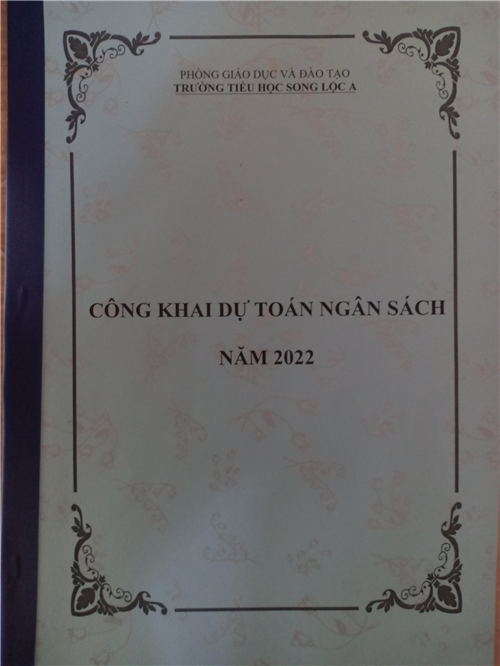 PHÒNG GIÁO DỤC VÀ ĐÀO TẠO
TRƯỜNG TIỂU HỌC SONG LỘC A
CÔNG KHAI DỰ TOÁN NGÂN SÁCH
NĂM 2022